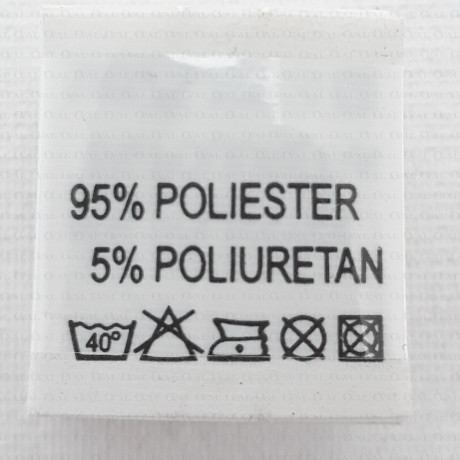 95% POLIESTER
5% POLIURETAN
40°